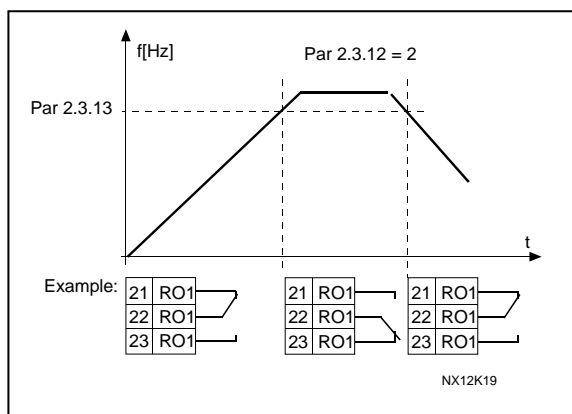 f[Hz]
Par 2.3.12 = 2
Par 2.3.13
t
Example:
21 RO1
22 RO1
23 RO1
21 RO1
22 RO1
23 RO1
21 RO1
22 RO1
23 RO1
NX12K19